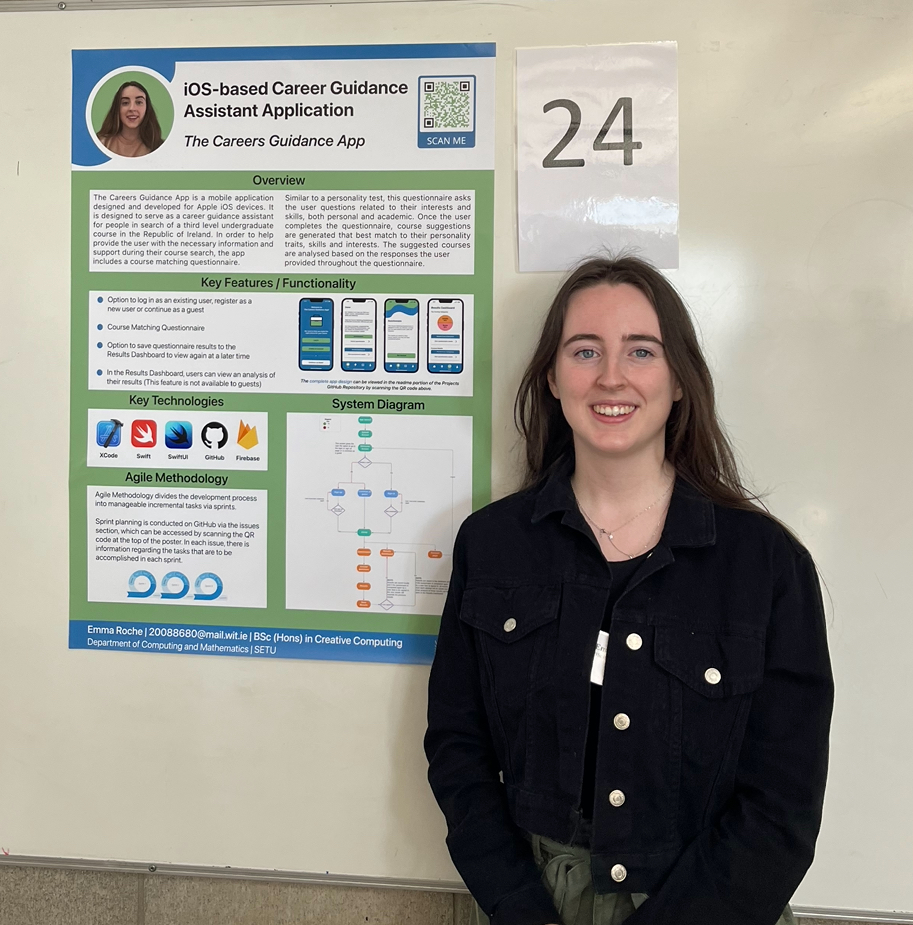 iOS-based Career Guidance
Assistant Application
The Careers Guidance App
SCAN ME
24
Overview
The Careers Guidance App is a mobile application
designed and developed for Apple iOS devices. It
is designed to serve as a career guidance assistant
for people in search of a third level undergraduate
course in the Republic of Ireland. In order to help
provide the user with the necessary information and
support during their course search, the app
includes a course matching questionnaire.
Similar to a personality test, this questionnaire asks
the user questions related to their interests and
skills, both personal and academic. Once the user
completes the questionnaire, course suggestions
are generated that best match to their personality
traits, skills and interests. The suggested courses
are analysed based on the responses the user
provided throughout the questionnaire.
Key Features / Functionality
Option to log in as an existing user, register as a
new user or continue as a guest
Course Matching Questionnaire
Option to save questionnaire results to the
Results Dashboard to view again at a later time
In the Results Dashboard, users can view an analysis of
their results (This feature is not available to guests)
The complete app design can be viewed in the readme portion of the Projects
GitHub Repository by scanning the QR code above.
Key Technologies
XCode Swift SwiftUI GitHub Firebase
Agile Methodology
Agile Methodology divides the development process
into manageable incremental tasks via sprints.
Sprint planning is conducted on GitHub via the issues
section, which can be accessed by scanning the QR
code at the top of the poster. In each issue, there is
information regarding the tasks that are to be
accomplished in each sprint.
System Diagram
Emma Roche | 20088680@mail.wit.ie | BSc (Hons) in Creative Computing
Department of Computing and Mathematics | SETU